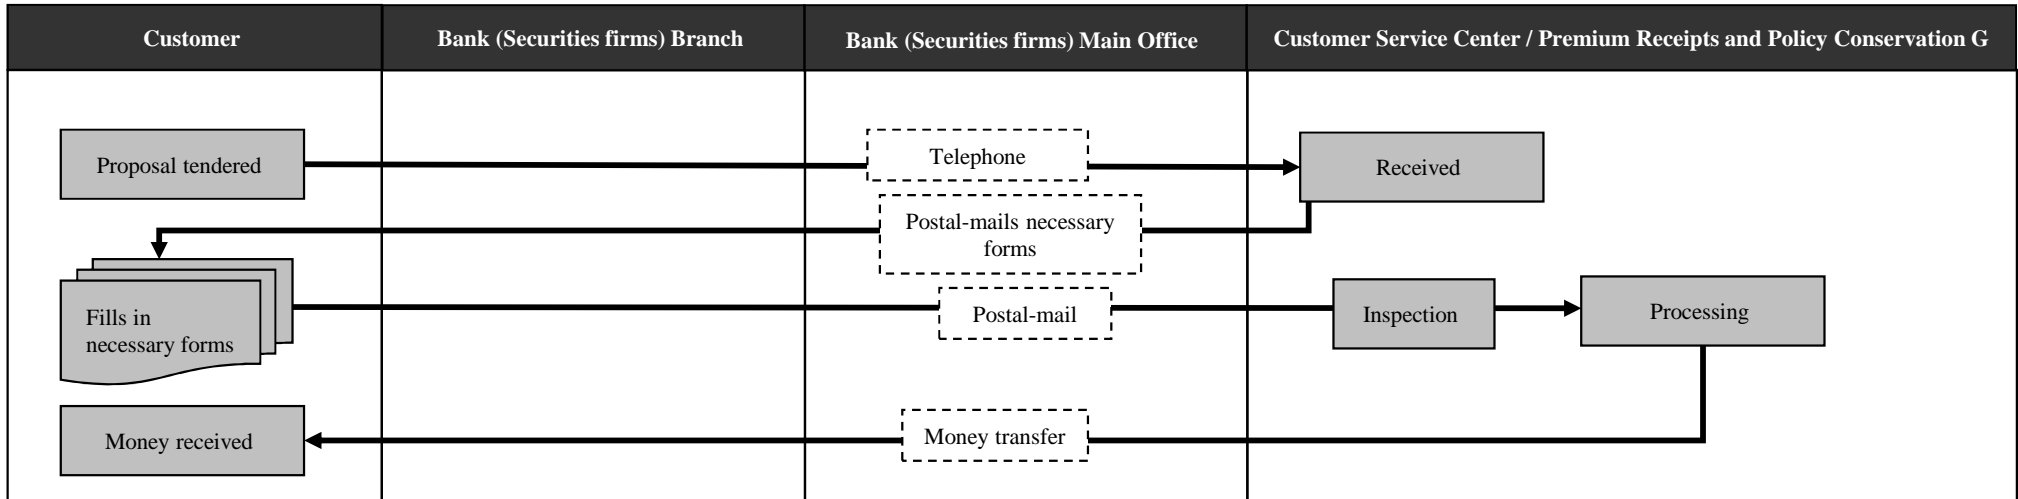 Customer
Bank (Securities firms) Branch
Bank (Securities firms) Main Office
Customer Service Center / Premium Receipts and Policy Conservation G
Proposal tendered
Telephone
Received
Postal-mails necessary
forms
Fills in
necessary forms
Postal-mail
Inspection
Processing
Money received
Money transfer